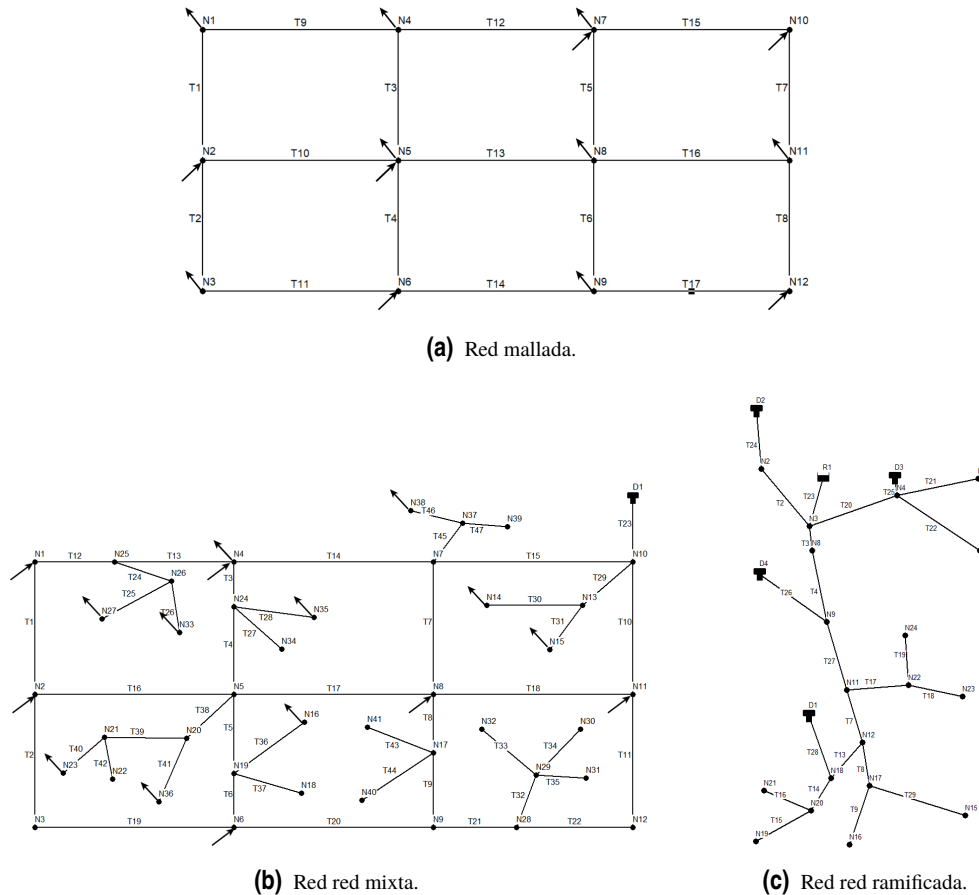 N1 T9 N4 T12 N7 T15 N10
T1 T3 T5 T7
N2 T10 N5 T13 N8 T16 N11
T2 T4 T6 T8
N3 T11 N6 T14 N9 T17 N12
(a) Red mallada.
N38 T46 N37 T47 N39 D1
T45 T23
N1 T12 N25 T13 N4 T14 N7 T15 N10
T24 N26 T3 T29
T25 N24 N35 N14 T30 N13
N27 T26 N33 T28 T27 N34 T31 N15
T1 T4 T7 T10
N2 T16 N5 T17 N8 T18 N11
T38 N16 N41 T8 N32 N30
N21 T39 N20 T5 T36 T43 N17 T33 T34
T40 T42 T41 N19 T44 N29 T35 N31
N23 N22 N36 T37 N18 N40 T9 T32
T2 T6 T11
N3 T19 N6 T20 N9 T21 N28 T22 N12
(b) Red red mixta.
D2
T24
N2 R1 D3 N4 T21
T2 T23 T20 T25 T22
N3
N8
T3
D4 T4
T26 N9
T27 N24
T19
N11 T17 N22 T18 N23
D1 T7
T28 N12
T13 T8
N18 N17
N21 T16 T14 T29
T15 N20 T9 N15
N19 N16
(c) Red red ramificada.